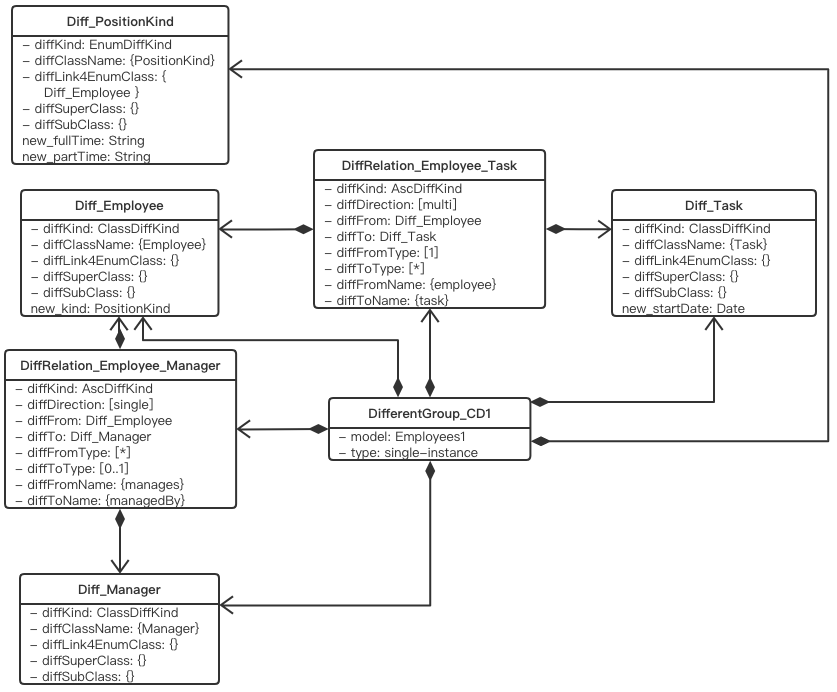 Diff_PositionKind
– diffKind: EnumDiffKind
– diffClassName: {PositionKind}
– diffLink4EnumClass: {
Diff_Employee }
– diffSuperClass: {}
– diffSubClass: {}
new_fullTime: String
new_partTime: String
DiffRelation_Employee_Task
– diffKind: AscDiffKind
– diffDirection: [multi]
– diffFrom: Diff_Employee
– diffTo: Diff_Task
– diffFromType: [1]
– diffToType: [*]
– diffFromName: {employee}
– diffToName: {task}
Diff_Employee
– diffKind: ClassDiffKind
– diffClassName: {Employee}
– diffLink4EnumClass: {}
– diffSuperClass: {}
– diffSubClass: {}
new_kind: PositionKind
Diff_Task
– diffKind: ClassDiffKind
– diffClassName: {Task}
– diffLink4EnumClass: {}
– diffSuperClass: {}
– diffSubClass: {}
new_startDate: Date
DiffRelation_Employee_Manager
– diffKind: AscDiffKind
– diffDirection: [single]
– diffFrom: Diff_Employee
– diffTo: Diff_Manager
– diffFromType: [*]
– diffToType: [0..1]
– diffFromName: {manages}
– diffToName: {managedBy}
DifferentGroup_CD1
– model: Employees1
– type: single-instance
Diff_Manager
– diffKind: ClassDiffKind
– diffClassName: {Manager}
– diffLink4EnumClass: {}
– diffSuperClass: {}
– diffSubClass: {}